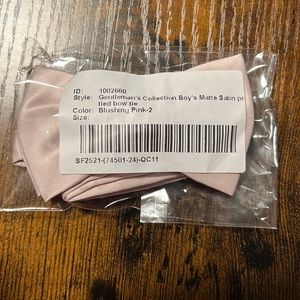 ID: 1002660
Style: Gentlemen's Collection Boy's Matte Satin pr
tied bow tie
Color: Blushing Pink-2
Size:
SF2521-(74501-24)-QC11